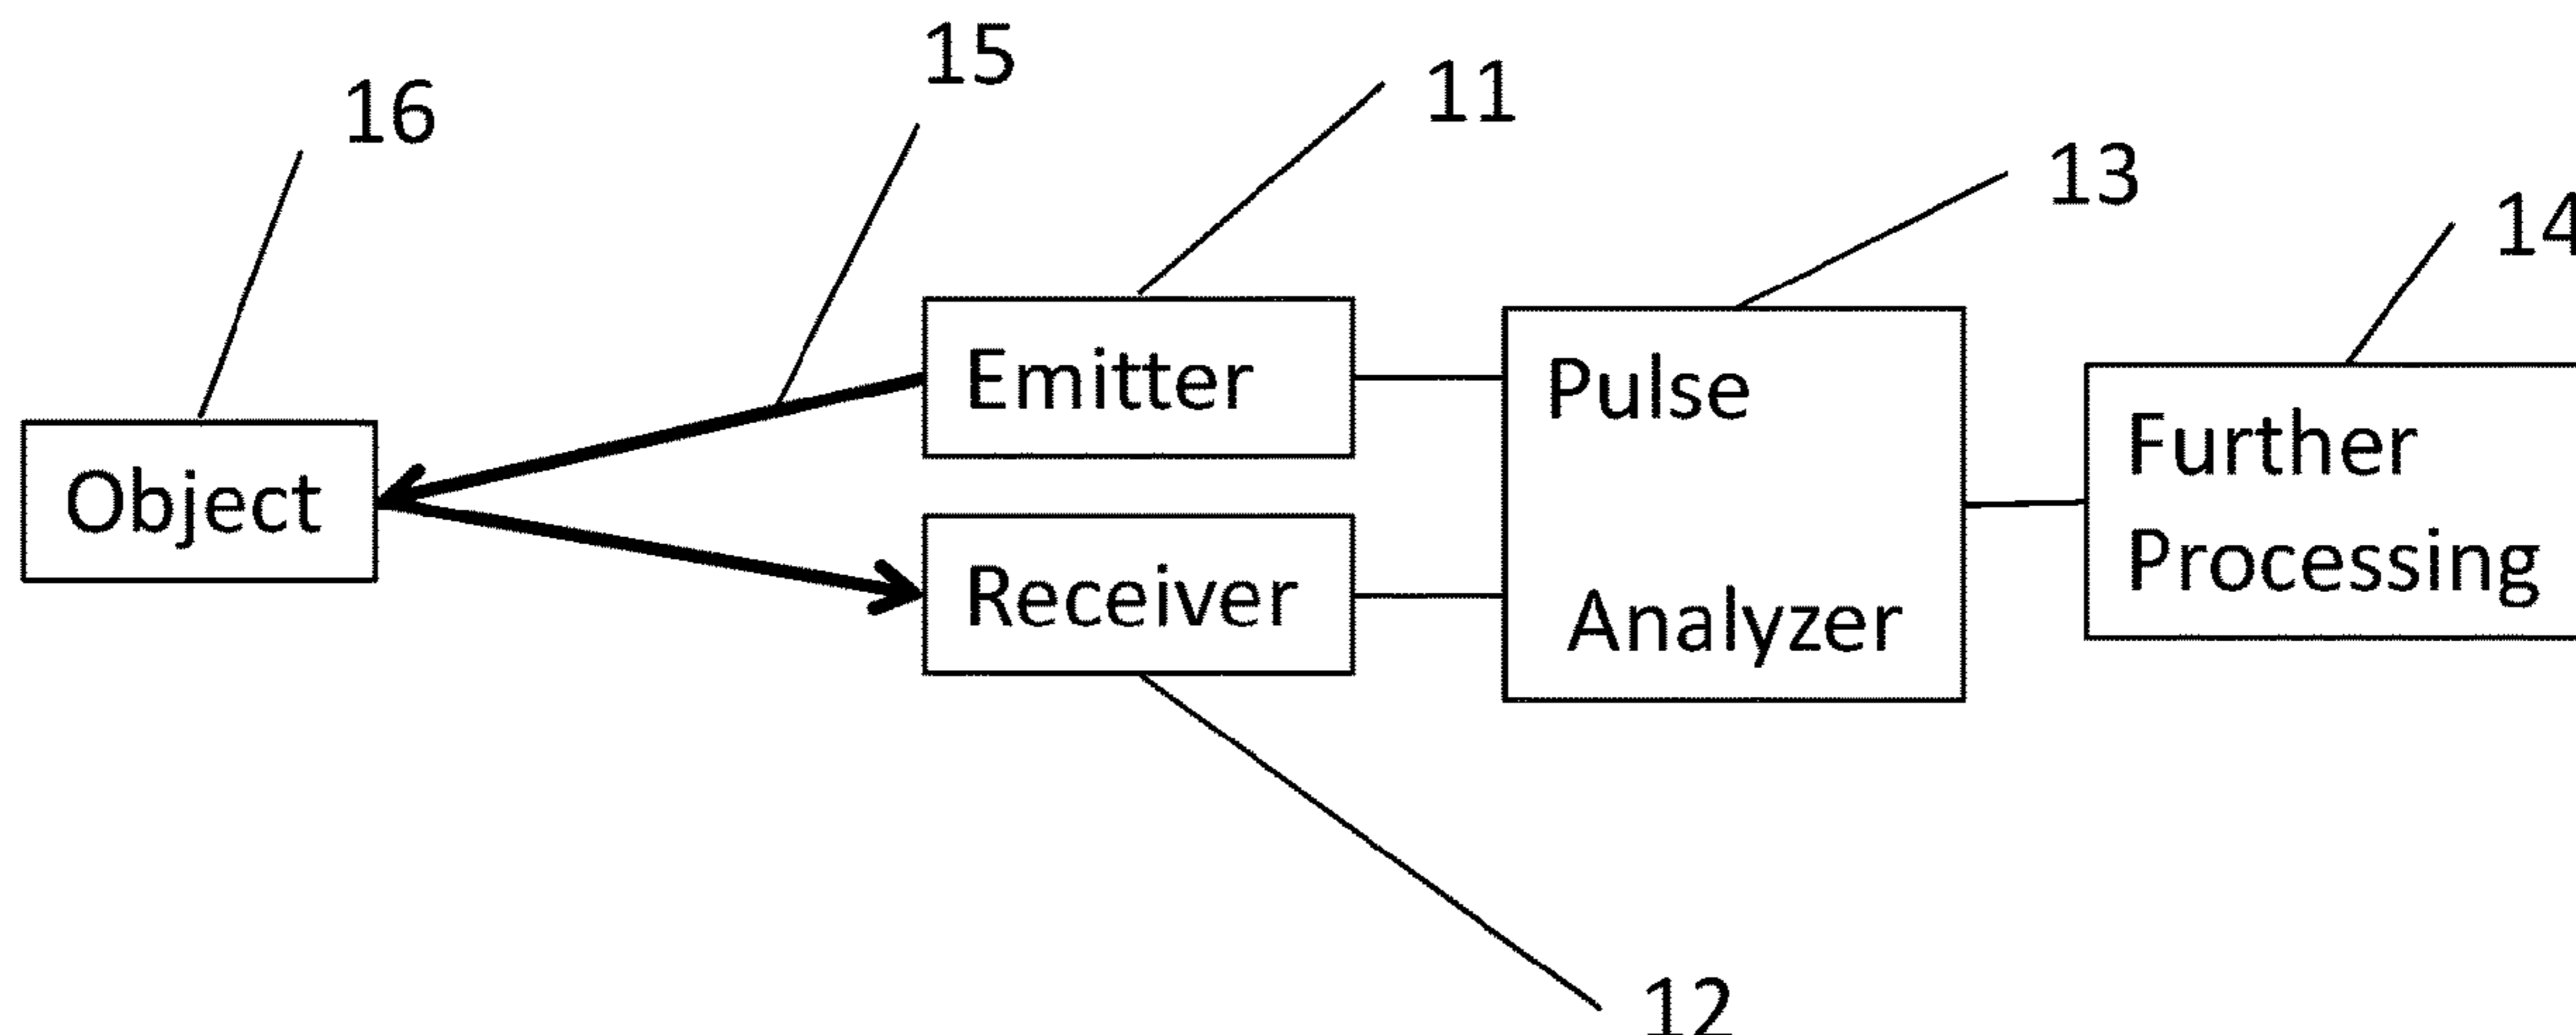 15
11
16
13
14
Emitter
Pulse
Further
Object
Processing
Receiver
Analyzer
12